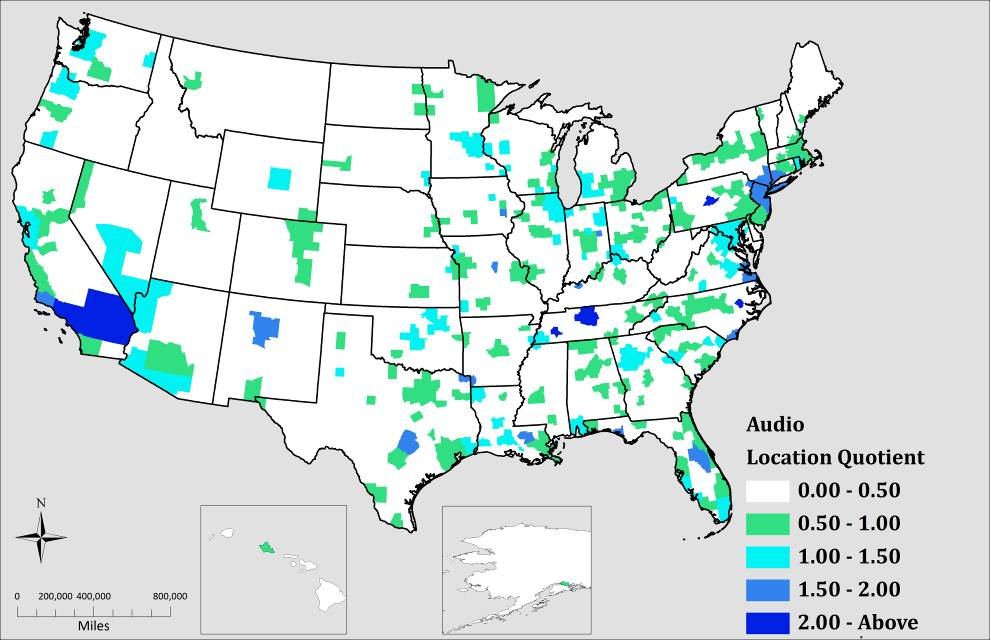 Audio
Location Quotient
0.00 - 0.50
0.50 - 1.00
1.00 - 1.50
1.50 - 2.00
2.00 - Above
N
0 200,000 400,000 800,000
Miles